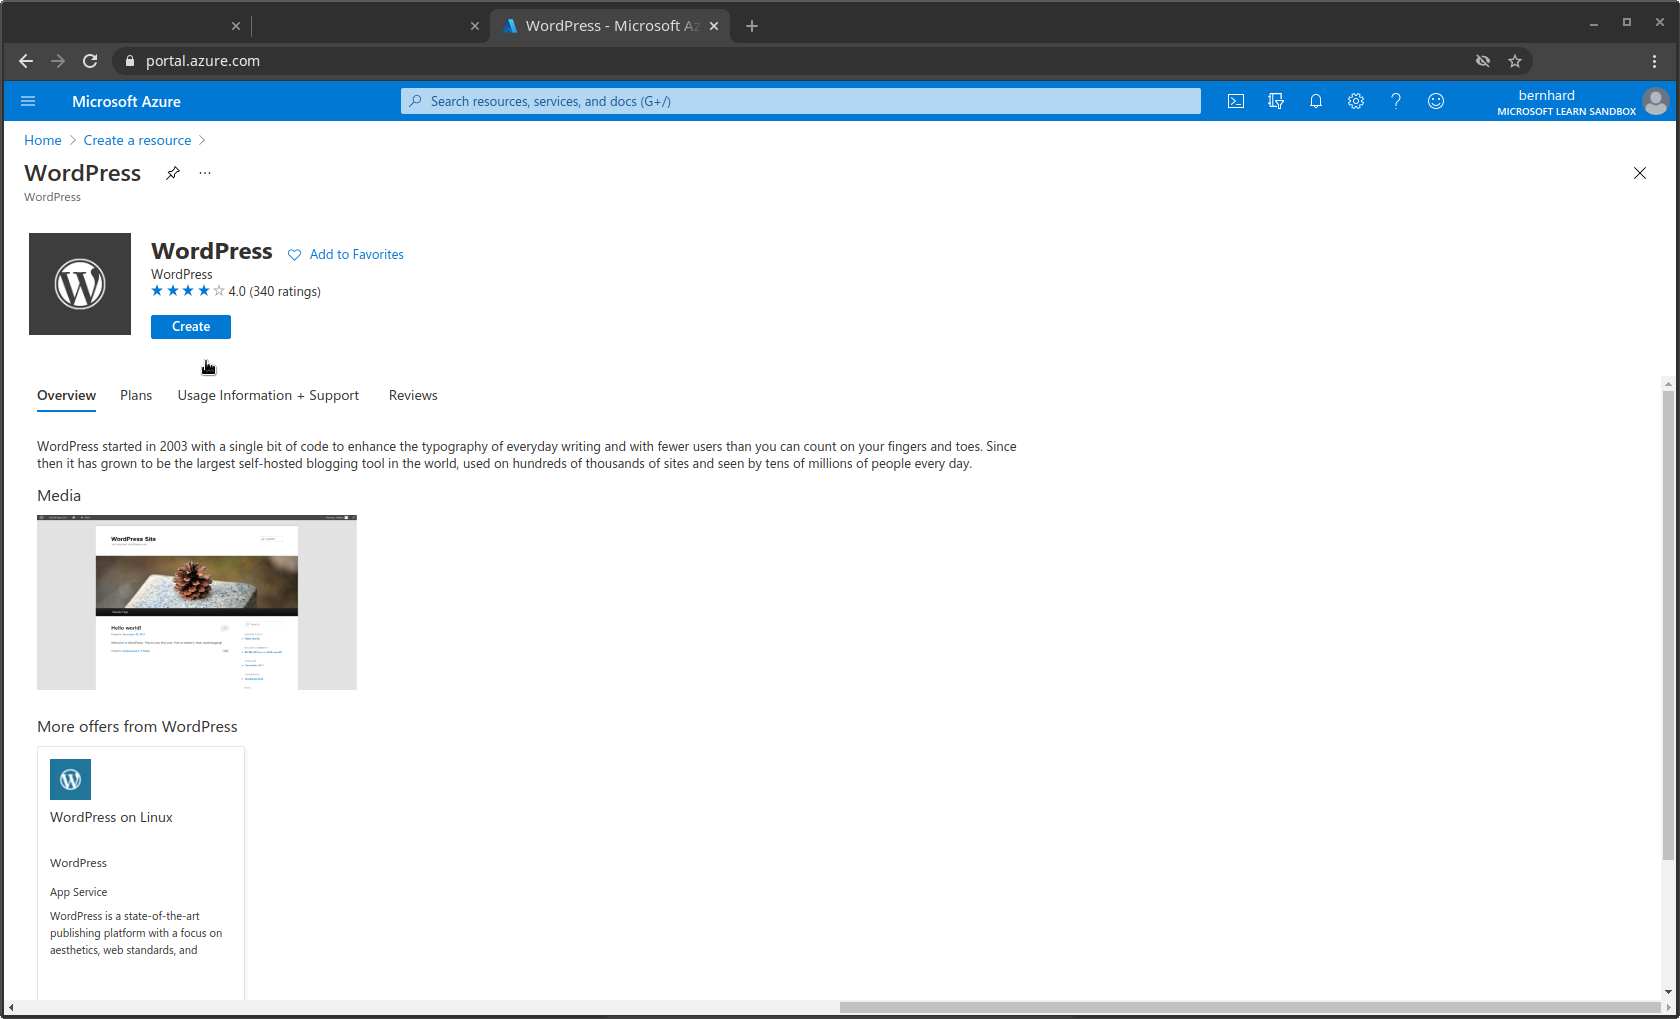 WordPress - Microsoft Az
portal.azure.com
Microsoft Azure
Search resources, services, and docs (G+/)
bernhard
MICROSOFT LEARN SANDBOX
Home > Create a resource >
WordPress
WordPress
WordPress
Add to Favorites
WordPress
4.0 (340 ratings)
Create
Overview Plans Usage Information + Support Reviews
WordPress started in 2003 with a single bit of code to enhance the typography of everyday writing and with fewer users than you can count on your fingers and toes. Since
then it has grown to be the largest self-hosted blogging tool in the world, used on hundreds of thousands of sites and seen by tens of millions of people every day.
Media
WordPress Site
Hello world!
More offers from WordPress
WordPress on Linux
WordPress
App Service
WordPress is a state-of-the-art
publishing platform with a focus on
aesthetics, web standards, and